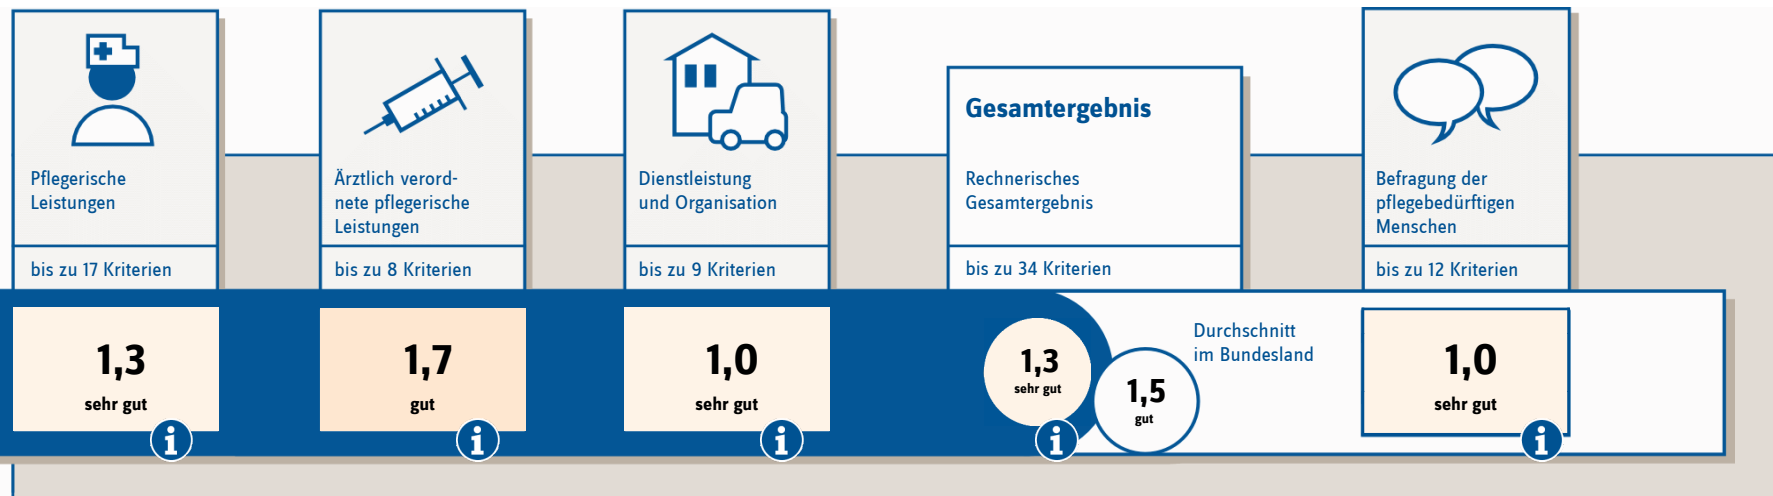 Pflegerische
Leistungen
bis zu 17 Kriterien
1,3
sehr gut
i
Ärztlich verord-
nete pflegerische
Leistungen
bis zu 8 Kriterien
1,7
gut
i
Dienstleistung
und Organisation
bis zu 9 Kriterien
1,0
sehr gut
i
Gesamtergebnis
Rechnerisches
Gesamtergebnis
bis zu 34 Kriterien
1,3
sehr gut
i
1,5
gut
Durchschnitt
im Bundesland
Befragung der
pflegebedürftigen
Menschen
bis zu 12 Kriterien
1,0
sehr gut
i